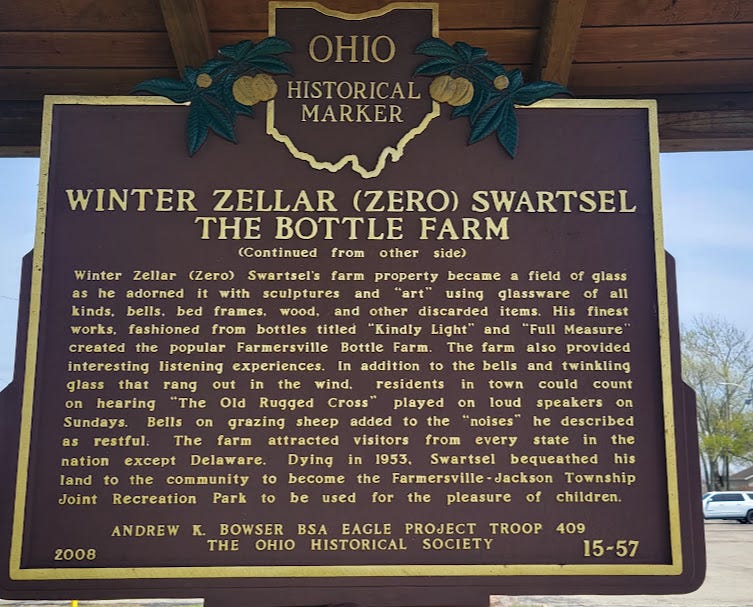 OHIO
HISTORICAL
MARKER
WINTER ZELLAR (ZERO) SWARTSEL
THE BOTTLE FARM
(Continued from other side)
Winter Zellar (Zero) Swartsel's farm property became a field of glass
as he adorned it with sculptures and "art" using glassware of all
kinds, bells, bed frames, wood, and other discarded items. His finest
works, fashioned from bottles titled "Kindly Light" and "Full Measure"
created the popular Farmersville Bottle Farm. The farm also provided
interesting listening experiences. In addition to the bells and twinkling
glass that rang out in the wind, residents in town could count
on hearing "The Old Rugged Cross" played on loud speakers on
Sundays. Bells on grazing sheep added to the "noises" he described
as restful. The farm attracted visitors from every state in the
nation except Delaware. Dying in 1953, Swartsel bequeathed his
land to the community to become the Farmersville-Jackson Township
Joint Recreation Park to be used for the pleasure of children.
ANDREW K. BOWSER BSA EAGLE PROJECT TROOP 409
THE OHIO HISTORICAL SOCIETY
2008
15-57